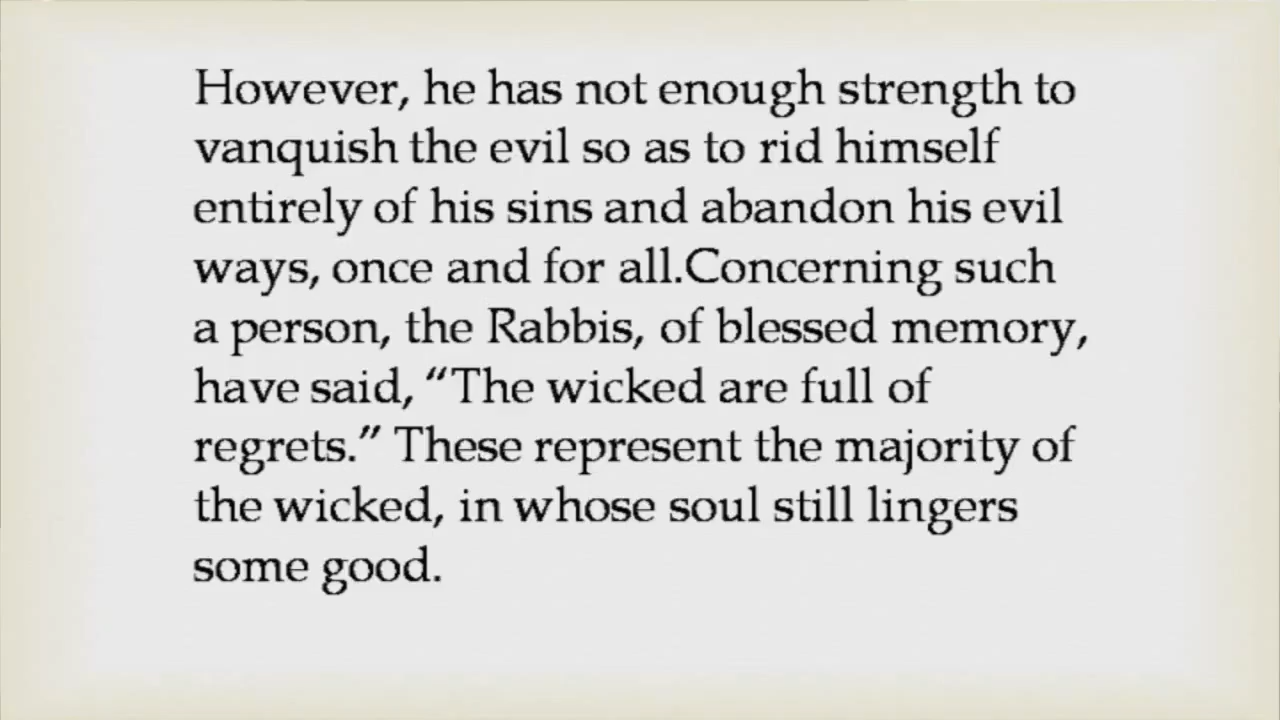 However, he has not enough strength to
vanquish the evil so as to rid himself
entirely of his sins and abandon his evil
ways, once and for all.Concerning such
a person, the Rabbis, of blessed memory,
have said, “The wicked are full of
regrets.” These represent the majority of
the wicked, in whose soul still lingers
some good.